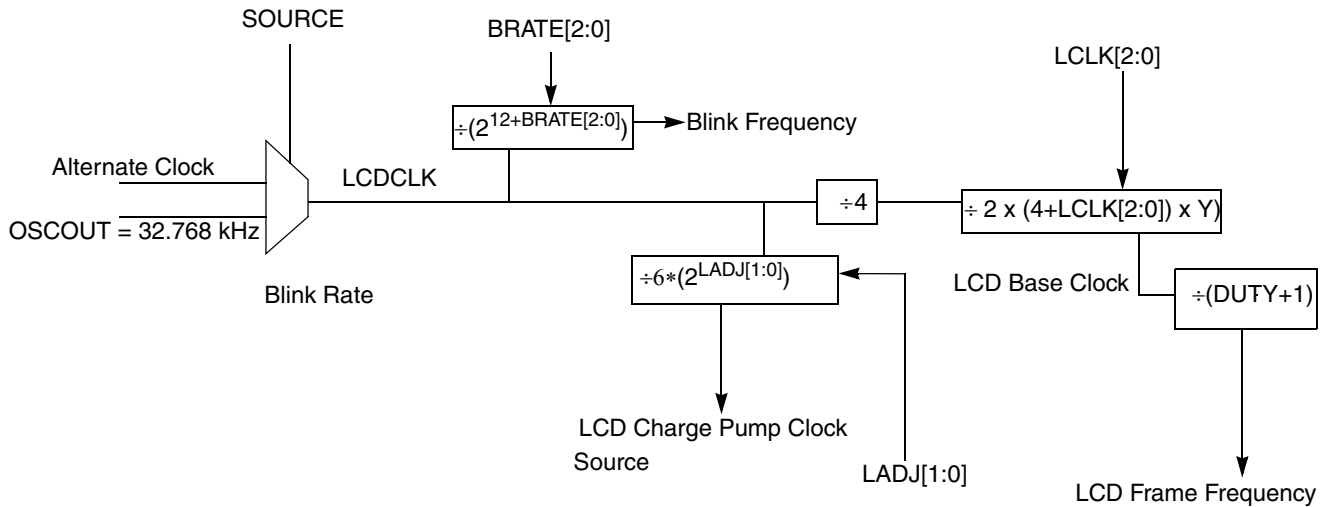 SOURCE
BRATE[2:0]
LCLK[2:0]
÷(2^12+BRATE[2:0])
Blink Frequency
Alternate Clock
LCDCLK
÷4
÷ 2 x (4+LCLK[2:0]) x Y)
OSCOUT = 32.768 kHz
÷6*(2^LADJ[1:0])
LCD Base Clock
÷(DUTY+1)
Blink Rate
LCD Charge Pump Clock
Source
LADJ[1:0]
LCD Frame Frequency